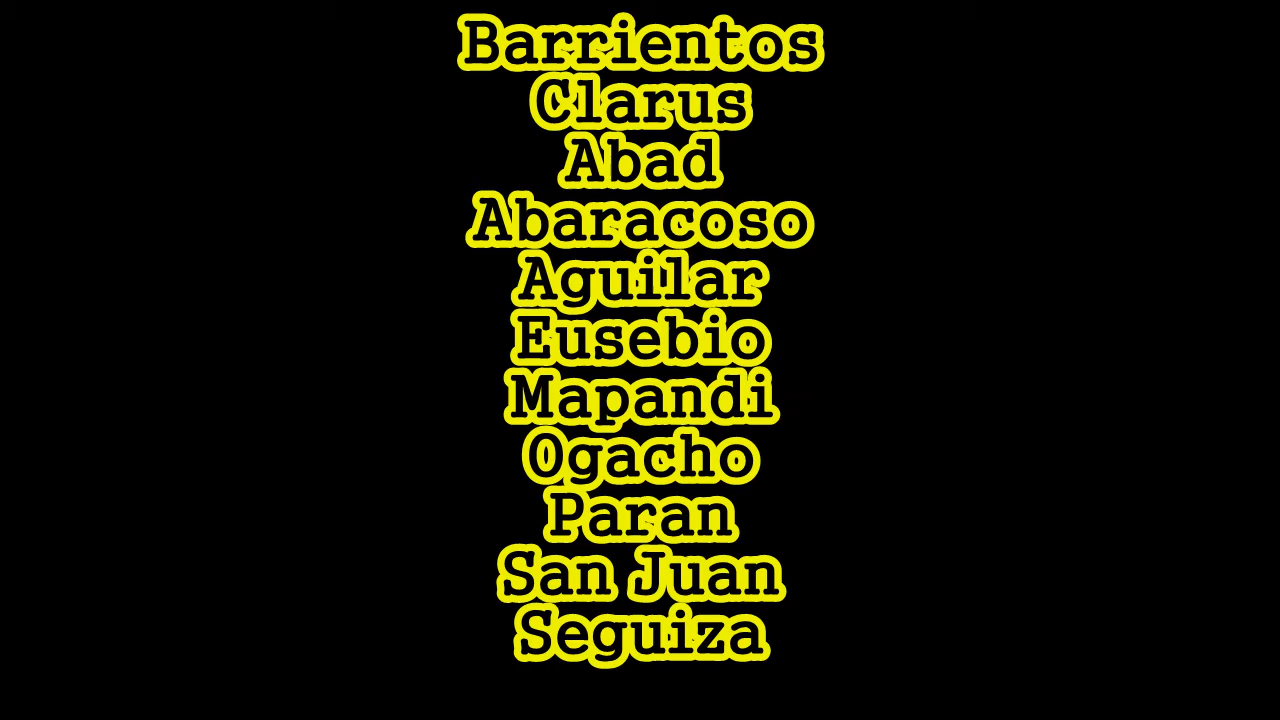 Barrientos
Clarus
Abad
Abaracoso
Aguilar
Eusebio
Mapandi
Ogacho
Paran
San Juan
Seguiza